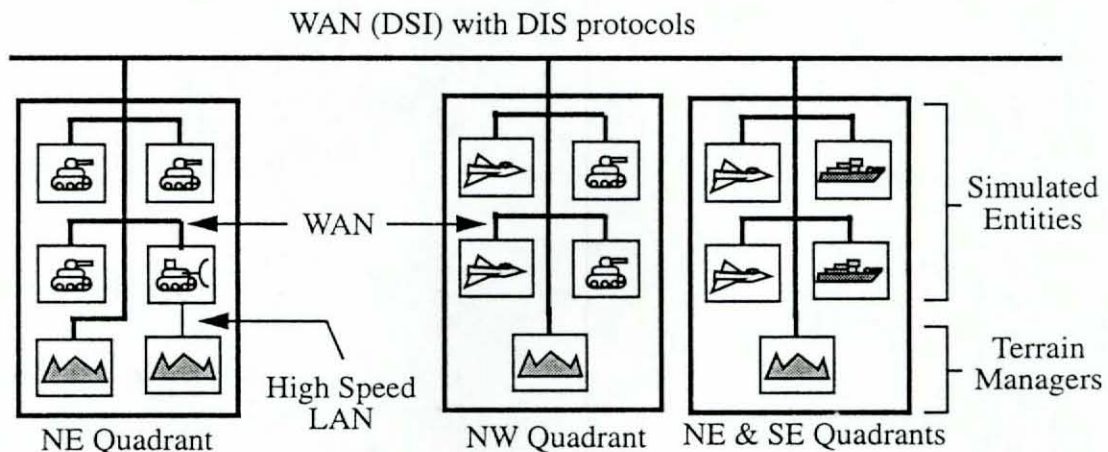 WAN (DSI) with DIS protocols
Simulated
Entities
WAN
Terrain
Managers
High Speed
LAN
NE Quadrant
NW Quadrant
NE & SE Quadrants